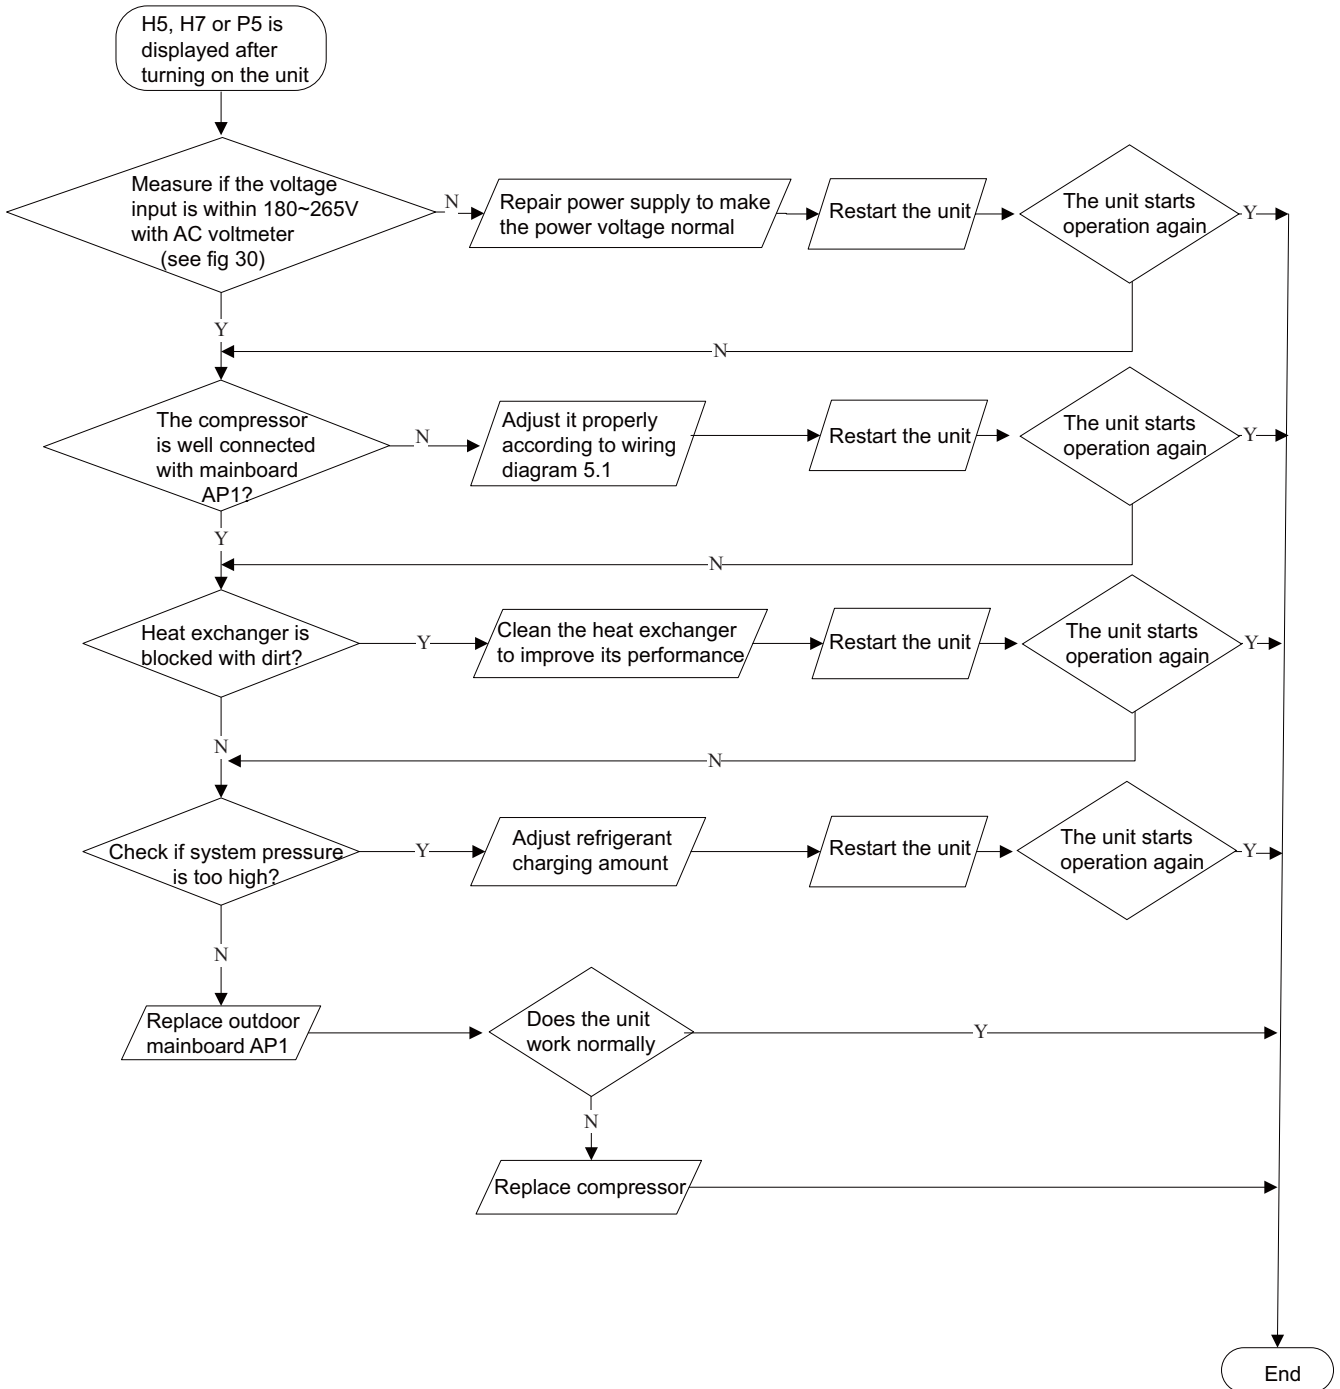 H5, H7 or P5 is
displayed after
turning on the unit
Measure if the voltage
input is within 180~265V
with AC voltmeter
(see fig 30)
N
Repair power supply to make
the power voltage normal
Restart the unit
The unit starts
operation again
Y
Y
N
The compressor
is well connected
with mainboard
AP1?
N
Adjust it properly
according to wiring
diagram 5.1
Restart the unit
The unit starts
operation again
Y
Y
N
Heat exchanger is
blocked with dirt?
Y
Clean the heat exchanger
to improve its performance
Restart the unit
The unit starts
operation again
Y
N
N
Check if system pressure
is too high?
Y
Adjust refrigerant
charging amount
Restart the unit
The unit starts
operation again
Y
N
Replace outdoor
mainboard AP1
Does the unit
work normally
Y
N
Replace compressor
End